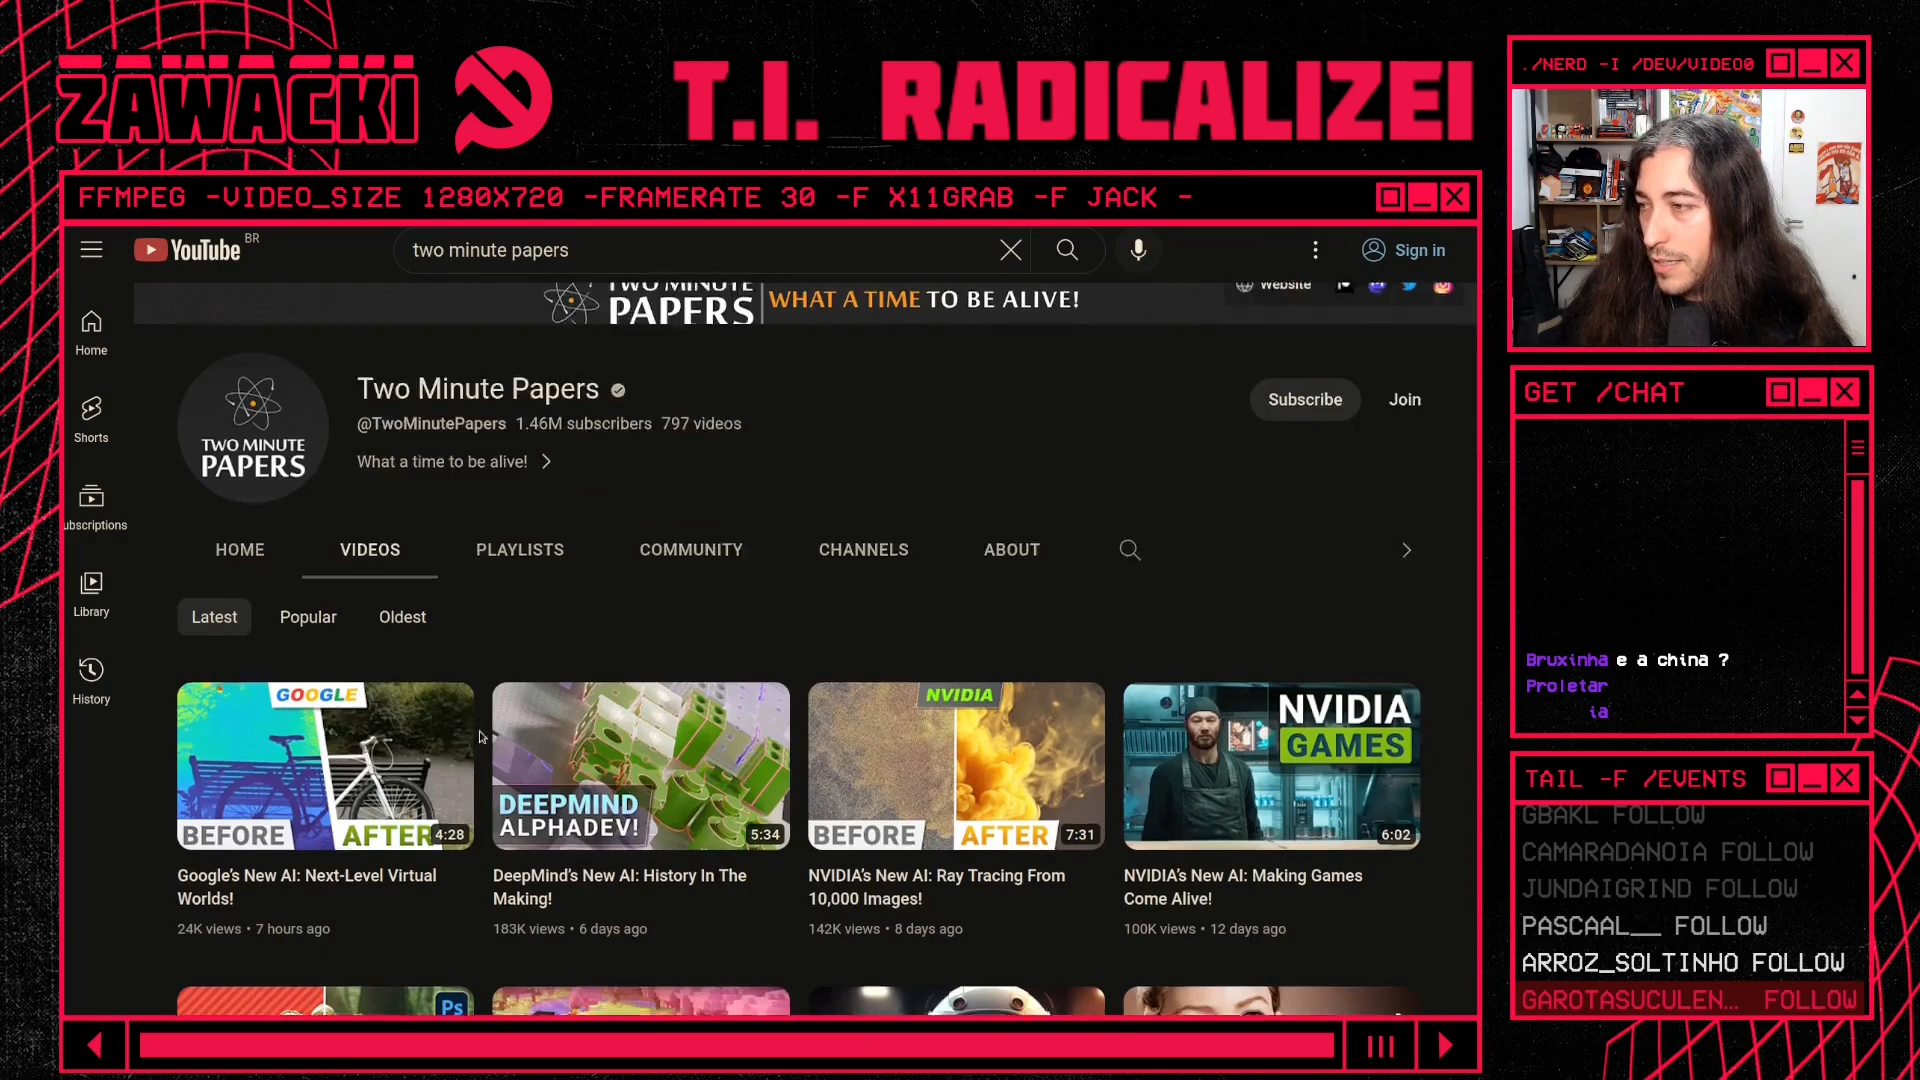 ZAWACKI
T.I. RADICALIZEI
./NERD -I /DEV/VIDEO0
FFMPEG -VIDEO_SIZE 1280X720 -FRAMERATE 30 -F X11GRAB -F JACK -
YouTube BR
two minute papers
Sign in
TWO MINUTE
PAPERS
WHAT A TIME TO BE ALIVE!
Website
Home
Shorts
ubscriptions
Library
History
TWO MINUTE
PAPERS
Two Minute Papers
@TwoMinutePapers 1.46M subscribers 797 videos
What a time to be alive!
Subscribe
Join
HOME VIDEOS PLAYLISTS COMMUNITY CHANNELS ABOUT
Latest Popular Oldest
GOOGLE
BEFORE AFTER
4:28
DEEPMIND
ALPHADEV!
5:34
NVIDIA
BEFORE AFTER
7:31
NVIDIA
GAMES
6:02
Google's New AI: Next-Level Virtual
Worlds!
24K views • 7 hours ago
DeepMind's New AI: History In The
Making!
183K views • 6 days ago
NVIDIA's New AI: Ray Tracing From
10,000 Images!
142K views • 8 days ago
NVIDIA's New AI: Making Games
Come Alive!
100K views • 12 days ago
Ps
GET /CHAT
Bruxinha e a china ?
Proletar
ia
TAIL -F /EVENTS
GBAKL FOLLOW
CAMARADANOIA FOLLOW
JUNDAIGRIND FOLLOW
PASCAAL__ FOLLOW
ARROZ_SOLTINHO FOLLOW
GAROTASUCULEN... FOLLOW